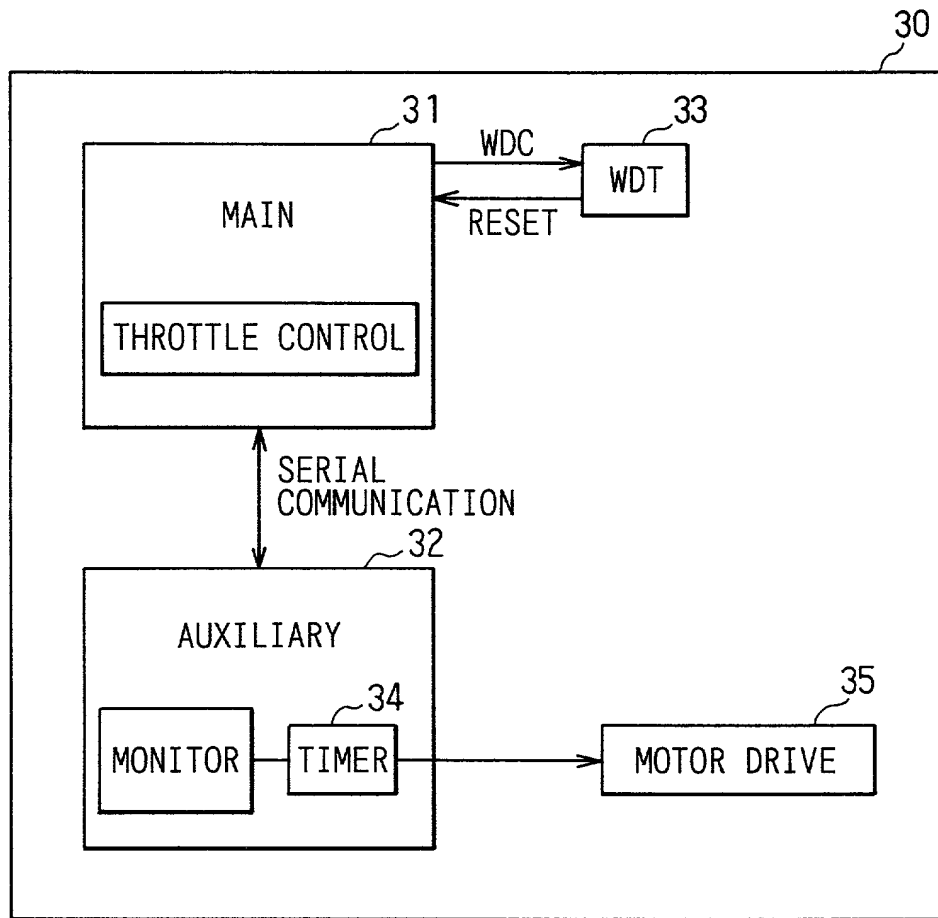 30
31
WDC
33
WDT
RESET
MAIN
THROTTLE CONTROL
SERIAL
COMMUNICATION
32
AUXILIARY
34
35
MONITOR
TIMER
MOTOR DRIVE